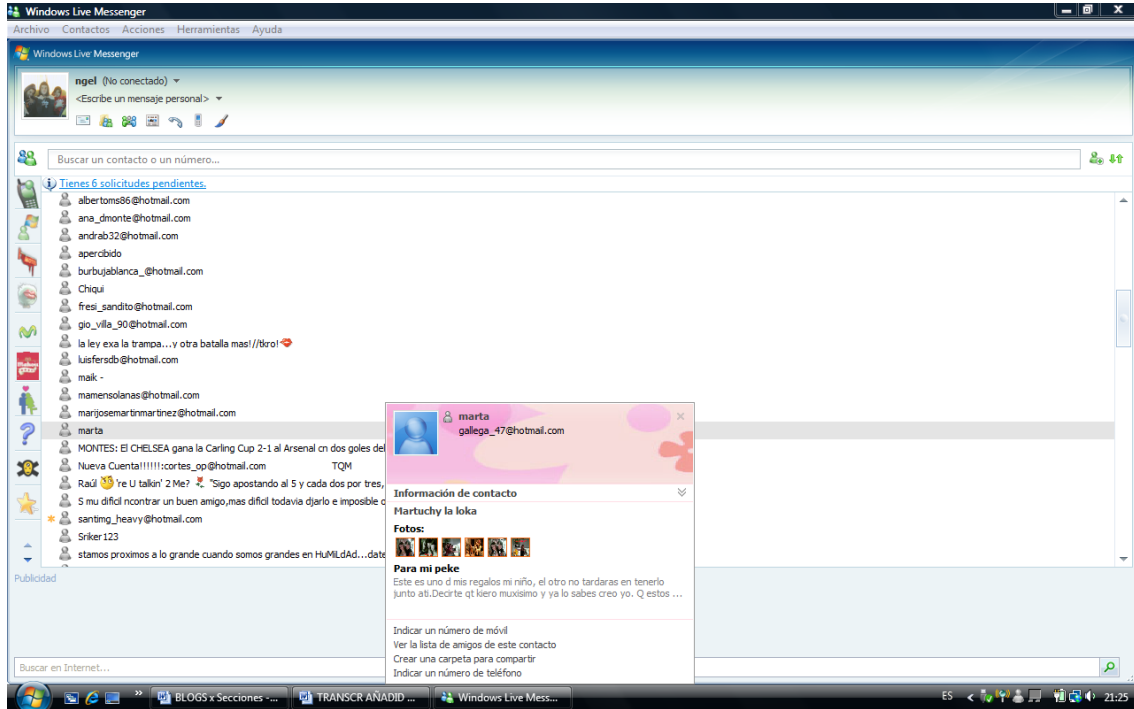 Windows Live Messenger
Archivo Contactos Acciones Herramientas Ayuda
Windows Live Messenger
ngel (No conectado)
<Escribe un mensaje personal>
Buscar un contacto o un número...
Tienes 6 solicitudes pendientes.
albertoms86@hotmail.com
ana_dmonte@hotmail.com
andrab32@hotmail.com
apercibido
burbujablanca_@hotmail.com
Chiqui
fresi_sandito@hotmail.com
gio_villa_90@hotmail.com
la ley exa la trampa...y otra batalla mas!//tkro!
luisfersdb@hotmail.com
maik -
mamensolanas@hotmail.com
marijosemartinmartinez@hotmail.com
marta
MONTES: El CHELSEA gana la Carling Cup 2-1 al Arsenal cn dos goles del
Nueva Cuenta!!!!!!:cortes_op@hotmail.com TQM
Raúl 're U talkin' 2 Me? "Sigo apostando al 5 y cada dos por tres,
S mu dificil ncontrar un buen amigo,mas dificil todavia djarlo e imposible
santimg_heavy@hotmail.com
Sriker123
stamos proximos a lo grande cuando somos grandes en HuMiLdAd...date
marta
gallega_47@hotmail.com
Información de contacto
Martuchy la loka
Fotos:
Para mi peke
Este es uno d mis regalos mi niño, el otro no tardaras en tenerlo
junto ati.Decirte qt kiero muxisimo y ya lo sabes creo yo. Q estos ...
Indicar un número de móvil
Ver la lista de amigos de este contacto
Crear una carpeta para compartir
Indicar un número de teléfono
Publicidad
Buscar en Internet...
BLOGS x Secciones -... TRANSCR AÑADID ... Windows Live Mess... ES 21:25